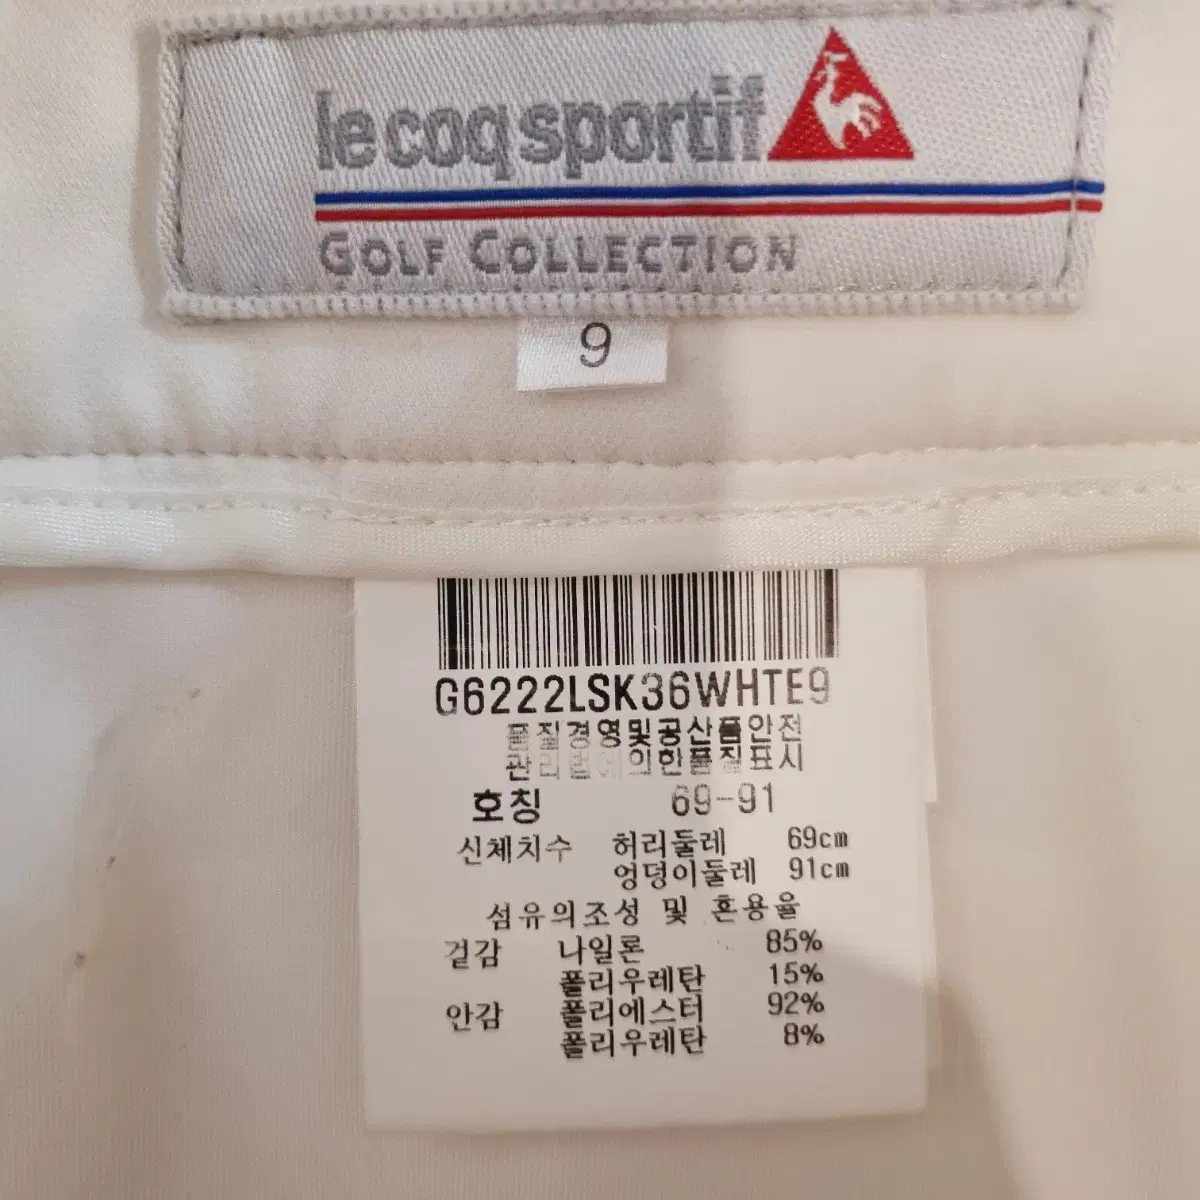 le coq sportif
GOLF COLLECTION
9
G6222LSK36WHTE9
품질경영및공산품안전
관리법에의한품질표시
호칭 69-91
신체치수 허리둘레 69cm
엉덩이둘레 91cm
섬유의조성 및 혼용율
겉감 나일론 85%
폴리우레탄 15%
안감 폴리에스터 92%
폴리우레탄 8%